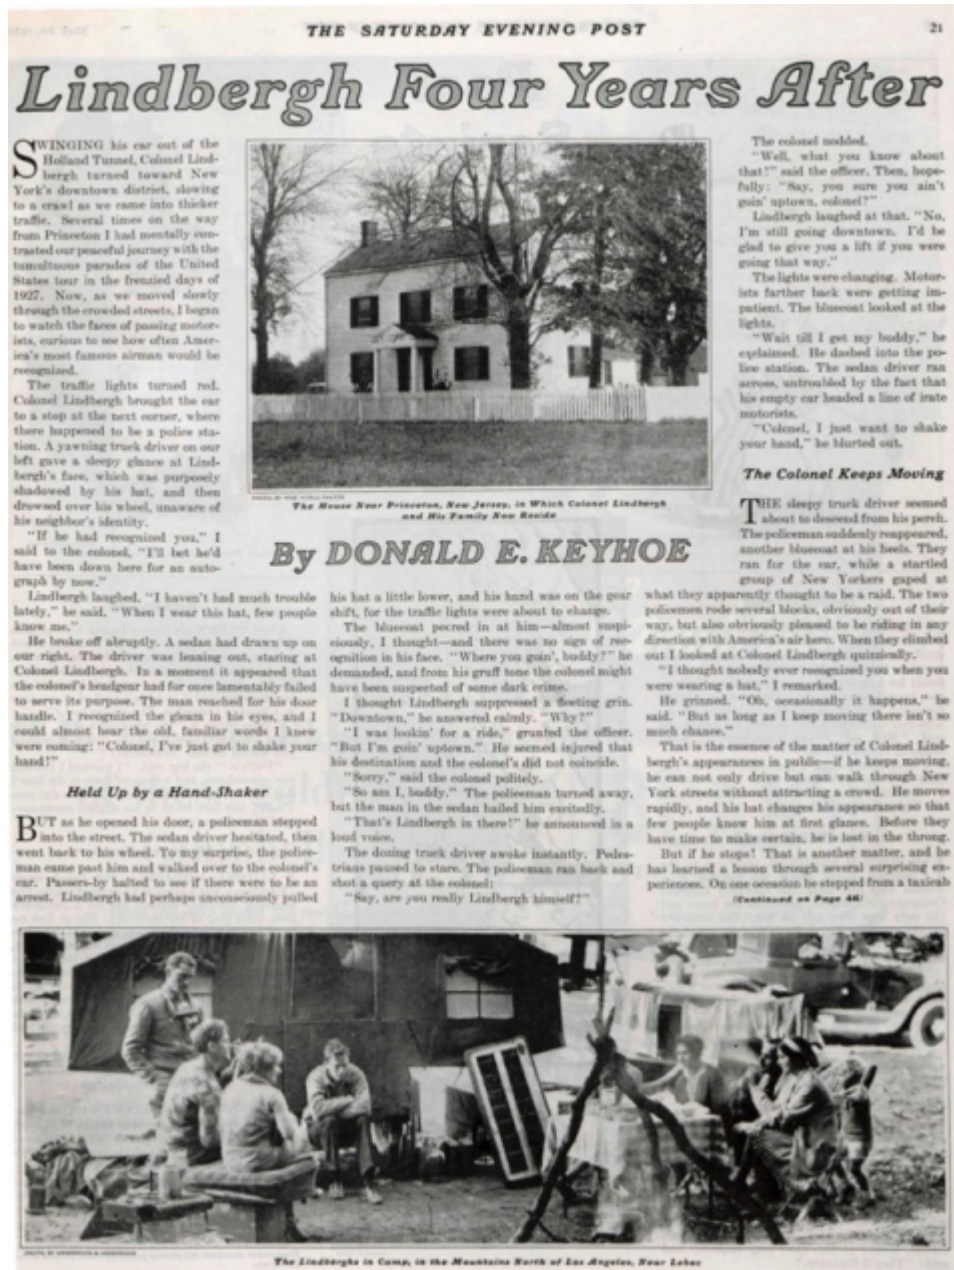 THE SATURDAY EVENING POST
21
Lindbergh Four Years After
SWINGING his car out of the
Holland Tunnel, Colonel Lind-
bergh turned toward New
York's downtown district, slowing
to a crawl as we came into thicker
traffic. Several times on the way
from Princeton I had mentally con-
trasted our peaceful journey with the
tumultuous parades of the United
States tour in the frenzied days of
1927. Now, as we moved slowly
through the crowded streets, I began
to watch the faces of passing motor-
ists, curious to see how often Amer-
ica's most famous airman would be
recognized.
The traffic lights turned red.
Colonel Lindbergh brought the car
to a stop at the next corner, where
there happened to be a police sta-
tion. A yawning truck driver on our
left gave a sleepy glance at Lind-
bergh's face, which was purposely
shadowed by his hat, and then
drowsed over his wheel, unaware of
his neighbor's identity.
"If he had recognized you," I
said to the colonel, "I'll bet he'd
have been down here for an auto-
graph by now."
Lindbergh laughed. "I haven't had much trouble
lately," he said. "When I wear this hat, few people
know me."
He broke off abruptly. A sedan had drawn up on
our right. The driver was leaning out, staring at
Colonel Lindbergh. In a moment it appeared that
the colonel's headgear had for once lamentably failed
to serve its purpose. The man reached for his door
handle. I recognized the gleam in his eyes, and I
could almost hear the old, familiar words I knew
were coming: "Colonel, I've just got to shake your
hand!"
Held Up by a Hand-Shaker
BUT as he opened his door, a policeman stepped
into the street. The sedan driver hesitated, then
went back to his wheel. To my surprise, the police-
man came past him and walked over to the colonel's
car. Passers-by halted to see if there were to be an
arrest. Lindbergh had perhaps unconsciously pulled
PHOTO. BY WIDE WORLD PHOTOS
The House Near Princeton, New Jersey, in Which Colonel Lindbergh
and His Family Now Reside
By DONALD E. KEYHOE
his hat a little lower, and his hand was on the gear
shift, for the traffic lights were about to change.
The bluecoat peered in at him—almost suspi-
ciously, I thought—and there was no sign of rec-
ognition in his face. "Where you goin', buddy?" he
demanded, and from his gruff tone the colonel might
have been suspected of some dark crime.
I thought Lindbergh suppressed a fleeting grin.
"Downtown," he answered calmly. "Why?"
"I was lookin' for a ride," grunted the officer.
"But I'm goin' uptown." He seemed injured that
his destination and the colonel's did not coincide.
"Sorry," said the colonel politely.
"So am I, buddy." The policeman turned away,
but the man in the sedan hailed him excitedly.
"That's Lindbergh in there!" he announced in a
loud voice.
The dozing truck driver awoke instantly. Pedes-
trians paused to stare. The policeman ran back and
shot a query at the colonel:
"Say, are you really Lindbergh himself?"
The colonel nodded.
"Well, what you know about
that!" said the officer. Then, hope-
fully: "Say, you sure you ain't
goin' uptown, colonel?"
Lindbergh laughed at that. "No,
I'm still going downtown. I'd be
glad to give you a lift if you were
going that way."
The lights were changing. Motor-
ists farther back were getting im-
patient. The bluecoat looked at the
lights.
"Wait till I get my buddy," he
exclaimed. He dashed into the po-
lice station. The sedan driver ran
across, untroubled by the fact that
his empty car headed a line of irate
motorists.
"Colonel, I just want to shake
your hand," he blurted out.
The Colonel Keeps Moving
THE sleepy truck driver seemed
about to descend from his perch.
The policeman suddenly reappeared,
another bluecoat at his heels. They
ran for the car, while a startled
group of New Yorkers gaped at
what they apparently thought to be a raid. The two
policemen rode several blocks, obviously out of their
way, but also obviously pleased to be riding in any
direction with America's air hero. When they climbed
out I looked at Colonel Lindbergh quizzically.
"I thought nobody ever recognized you when you
were wearing a hat," I remarked.
He grinned. "Oh, occasionally it happens," he
said. "But as long as I keep moving there isn't so
much chance."
That is the essence of the matter of Colonel Lind-
bergh's appearances in public—if he keeps moving,
he can not only drive but can walk through New
York streets without attracting a crowd. He moves
rapidly, and his hat changes his appearance so that
few people know him at first glance. Before they
have time to make certain, he is lost in the throng.
But if he stops! That is another matter, and he
has learned a lesson through several surprising ex-
periences. On one occasion he stepped from a taxicab
(Continued on Page 46)
PHOTO. BY UNDERWOOD & UNDERWOOD
The Lindberghs in Camp, in the Mountains North of Los Angeles, Near Lebec